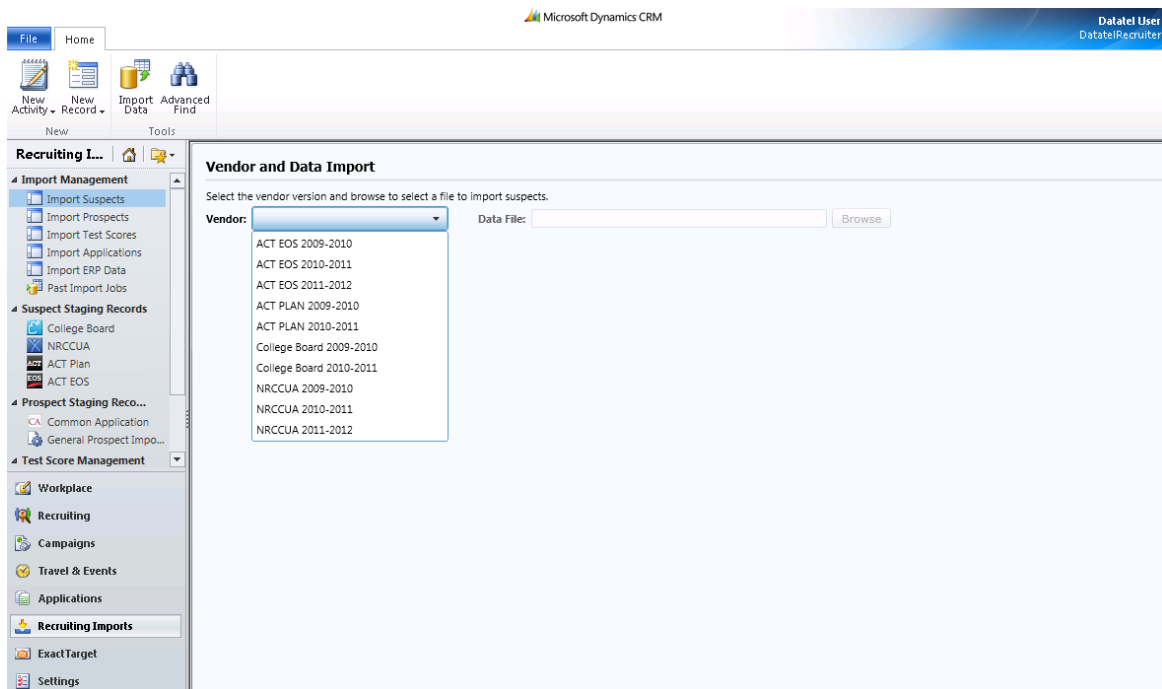 Microsoft Dynamics CRM
Datatel User
DatatelRecruiter
File
Home
New Activity
New Record
Import Data
Advanced Find
New
Tools
Recruiting I...
Import Management
Import Suspects
Import Prospects
Import Test Scores
Import Applications
Import ERP Data
Past Import Jobs
Suspect Staging Records
College Board
NRCCUA
ACT ACT Plan
EOS ACT EOS
Prospect Staging Reco...
CA Common Application
General Prospect Impo...
Test Score Management
Workplace
Recruiting
Campaigns
Travel & Events
Applications
Recruiting Imports
ExactTarget
Settings
Vendor and Data Import
Select the vendor version and browse to select a file to import suspects.
Vendor:
Data File:
Browse
ACT EOS 2009-2010
ACT EOS 2010-2011
ACT EOS 2011-2012
ACT PLAN 2009-2010
ACT PLAN 2010-2011
College Board 2009-2010
College Board 2010-2011
NRCCUA 2009-2010
NRCCUA 2010-2011
NRCCUA 2011-2012